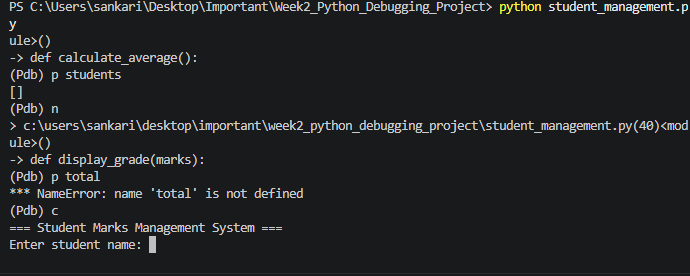 PS C:\Users\sankari\Desktop\Important\Week2_Python_Debugging_Project> python student_management.p
y
ule>()
-> def calculate_average():
(Pdb) p students
[]
(Pdb) n
> c:\users\sankari\desktop\important\week2_python_debugging_project\student_management.py(40)<mod
ule>()
-> def display_grade(marks):
(Pdb) p total
*** NameError: name 'total' is not defined
(Pdb) c
=== Student Marks Management System ===
Enter student name: